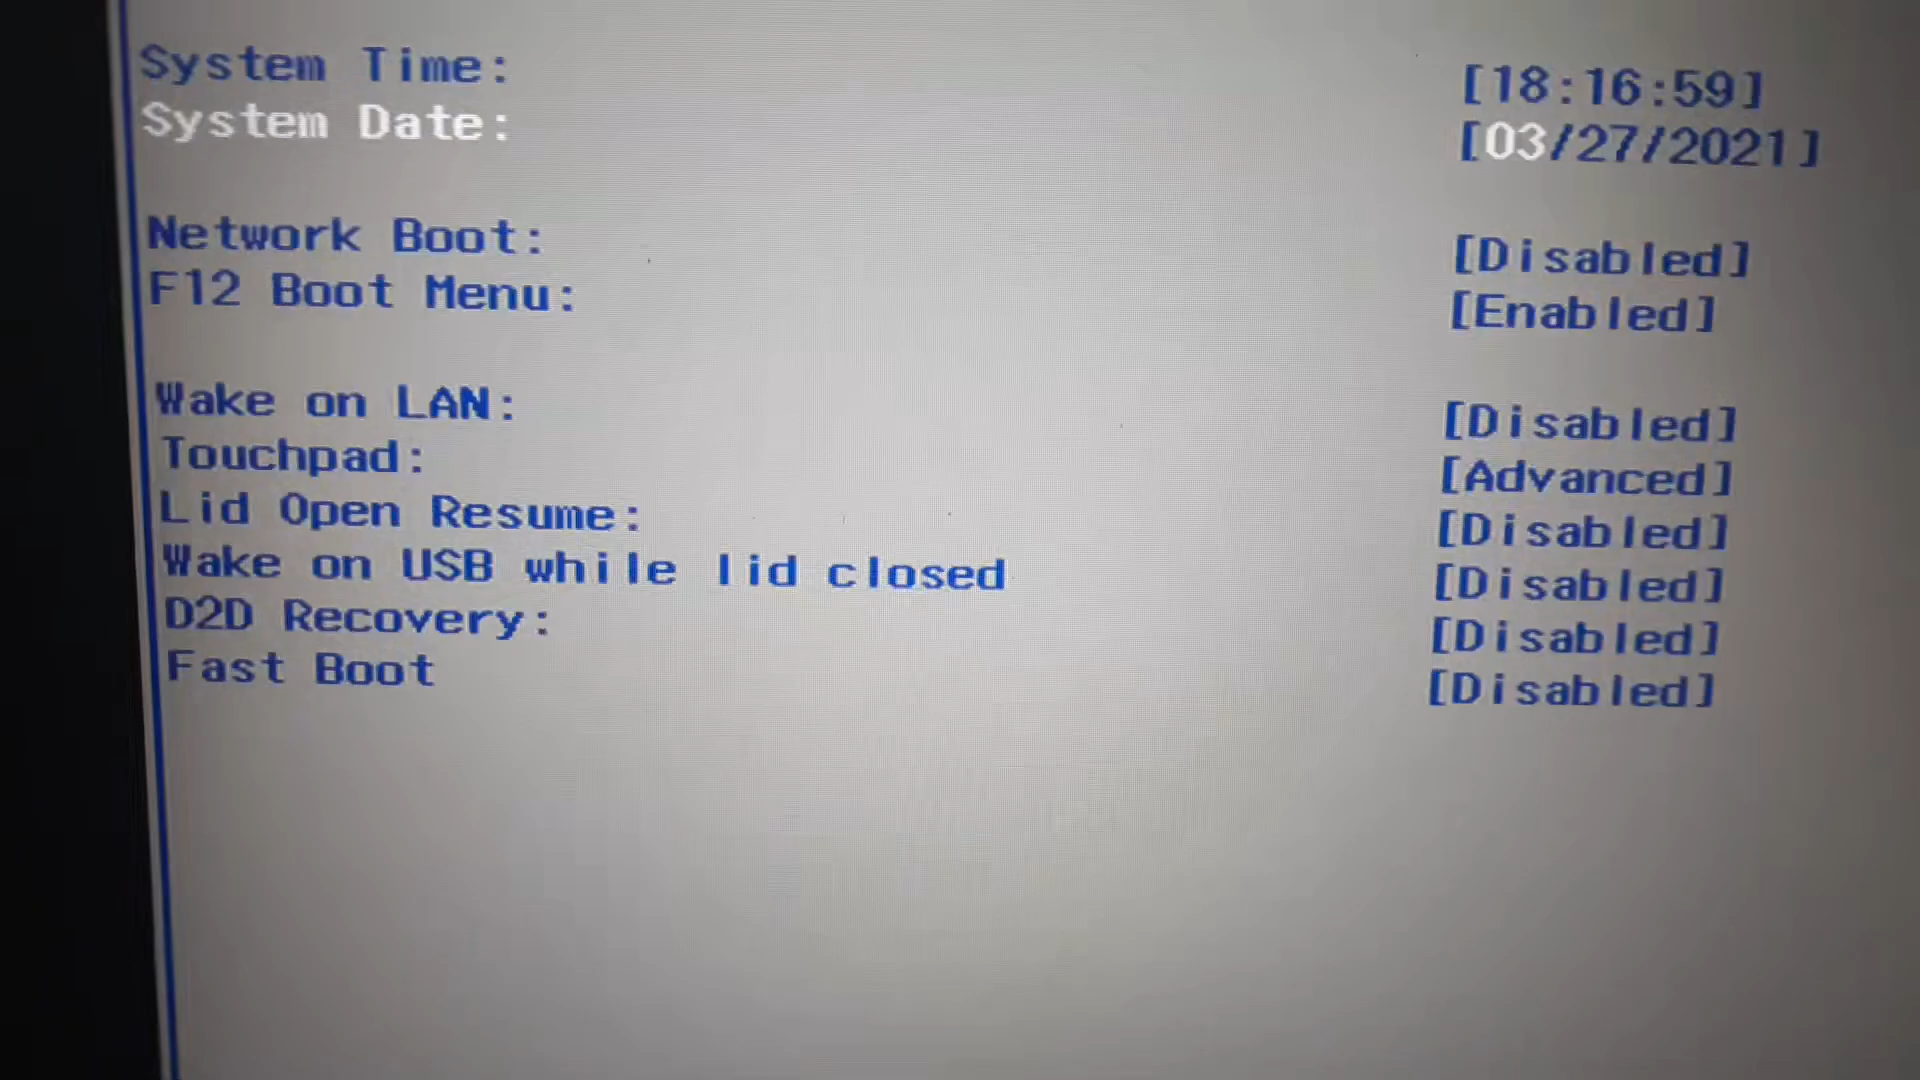 System Time: [18:16:59]
System Date: [03/27/2021]
Network Boot: [Disabled]
F12 Boot Menu: [Enabled]
Wake on LAN: [Disabled]
Touchpad: [Advanced]
Lid Open Resume: [Disabled]
Wake on USB while lid closed [Disabled]
D2D Recovery: [Disabled]
Fast Boot [Disabled]